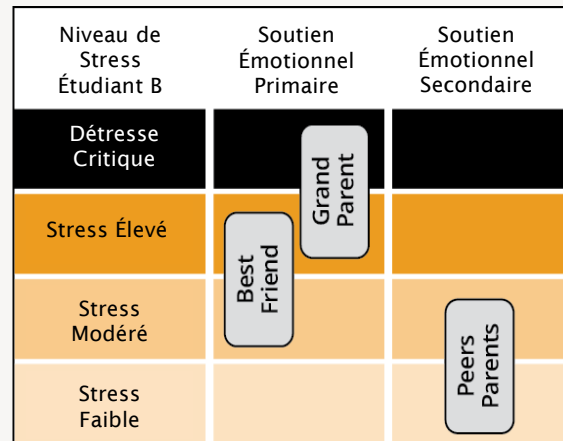 Niveau de
Stress
Étudiant B
Soutien
Émotionnel
Primaire
Soutien
Émotionnel
Secondaire
Détresse
Critique
Grand
Parent
Stress Élevé
Best
Friend
Stress
Modéré
Peers
Parents
Stress
Faible